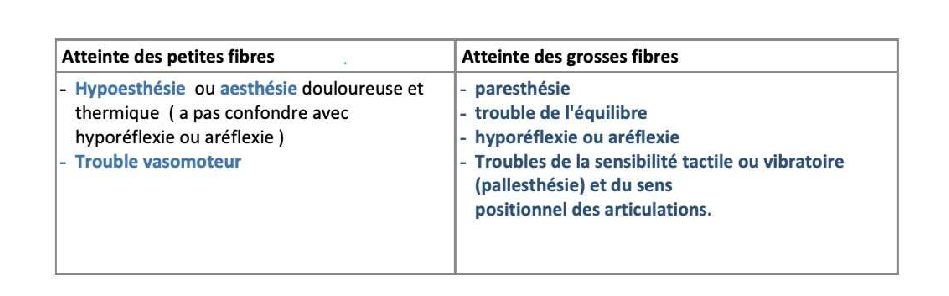 Atteinte des petites fibres
- Hypoesthésie ou aesthésie douloureuse et
thermique ( a pas confondre avec
hyporéflexie ou aréflexie )
- Trouble vasomoteur
Atteinte des grosses fibres
- paresthésie
- trouble de l'équilibre
- hyporéflexie ou aréflexie
- Troubles de la sensibilité tactile ou vibratoire
(pallesthésie) et du sens
positionnel des articulations.